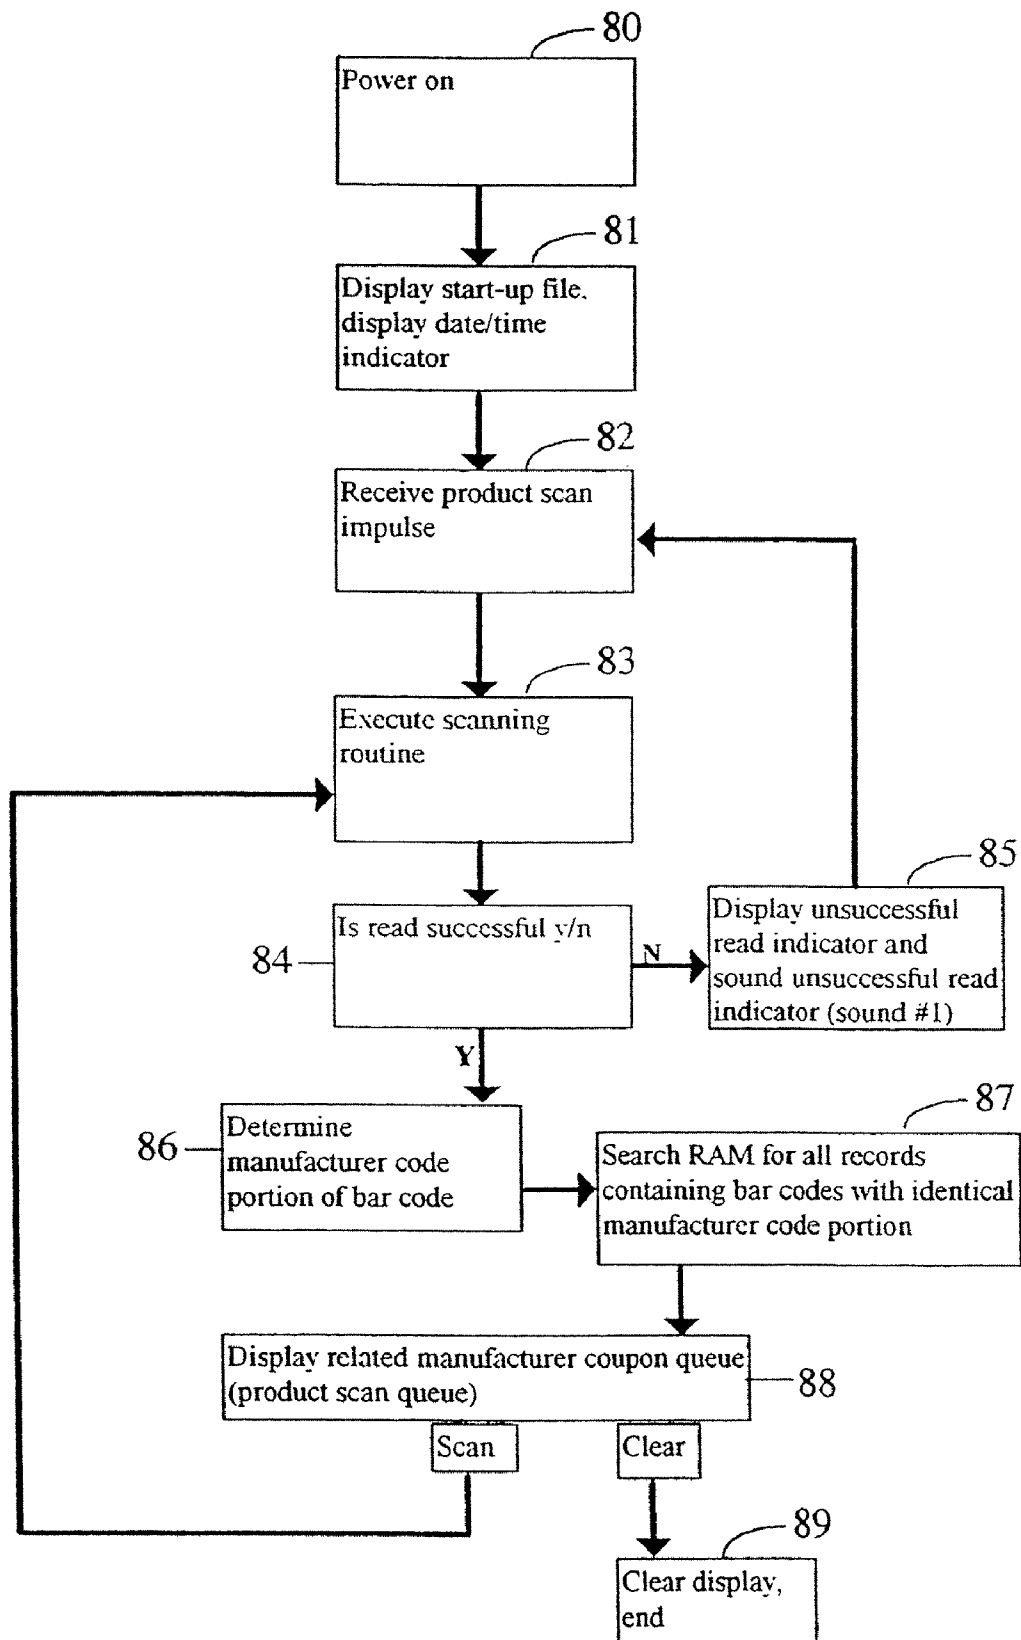 80
Power on
81
Display start-up file,
display date/time
indicator
82
Receive product scan
impulse
83
Execute scanning
routine
84
Is read successful y/n
N
85
Display unsuccessful
read indicator and
sound unsuccessful read
indicator (sound #1)
Y
86
Determine
manufacturer code
portion of bar code
87
Search RAM for all records
containing bar codes with identical
manufacturer code portion
Display related manufacturer coupon queue
(product scan queue)
88
Scan
Clear
89
Clear display,
end